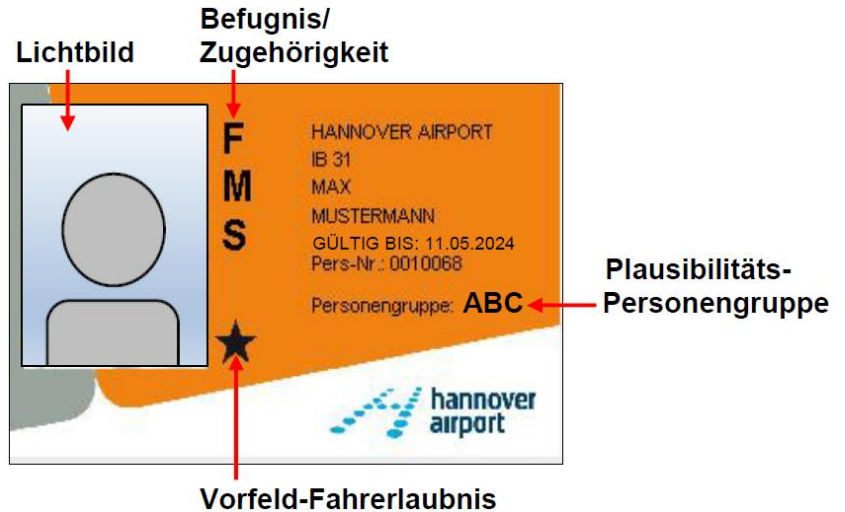 Befugnis/
Lichtbild Zugehörigkeit
F
M
S
HANNOVER AIRPORT
IB 31
MAX
MUSTERMANN
GÜLTIG BIS: 11.05.2024
Pers-Nr.: 0010068
Personengruppe: ABC
Plausibilitäts-
Personengruppe
hannover
airport
Vorfeld-Fahrerlaubnis